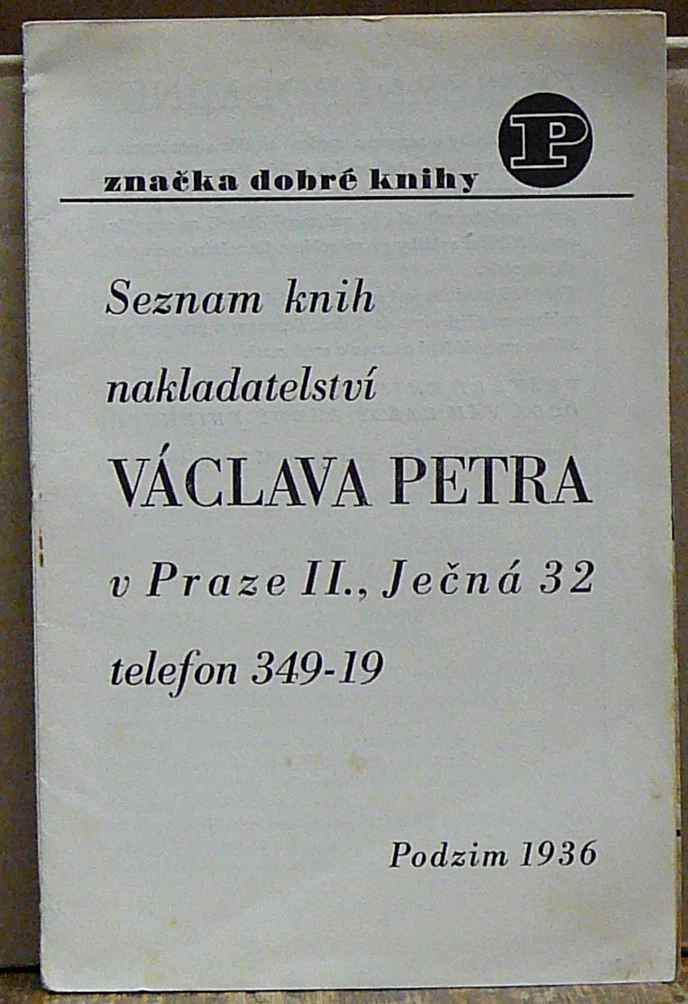 P
značka dobré knihy
Seznam knih
nakladatelství
VÁCLAVA PETRA
v Praze II., Ječná 32
telefon 349-19
Podzim 1936